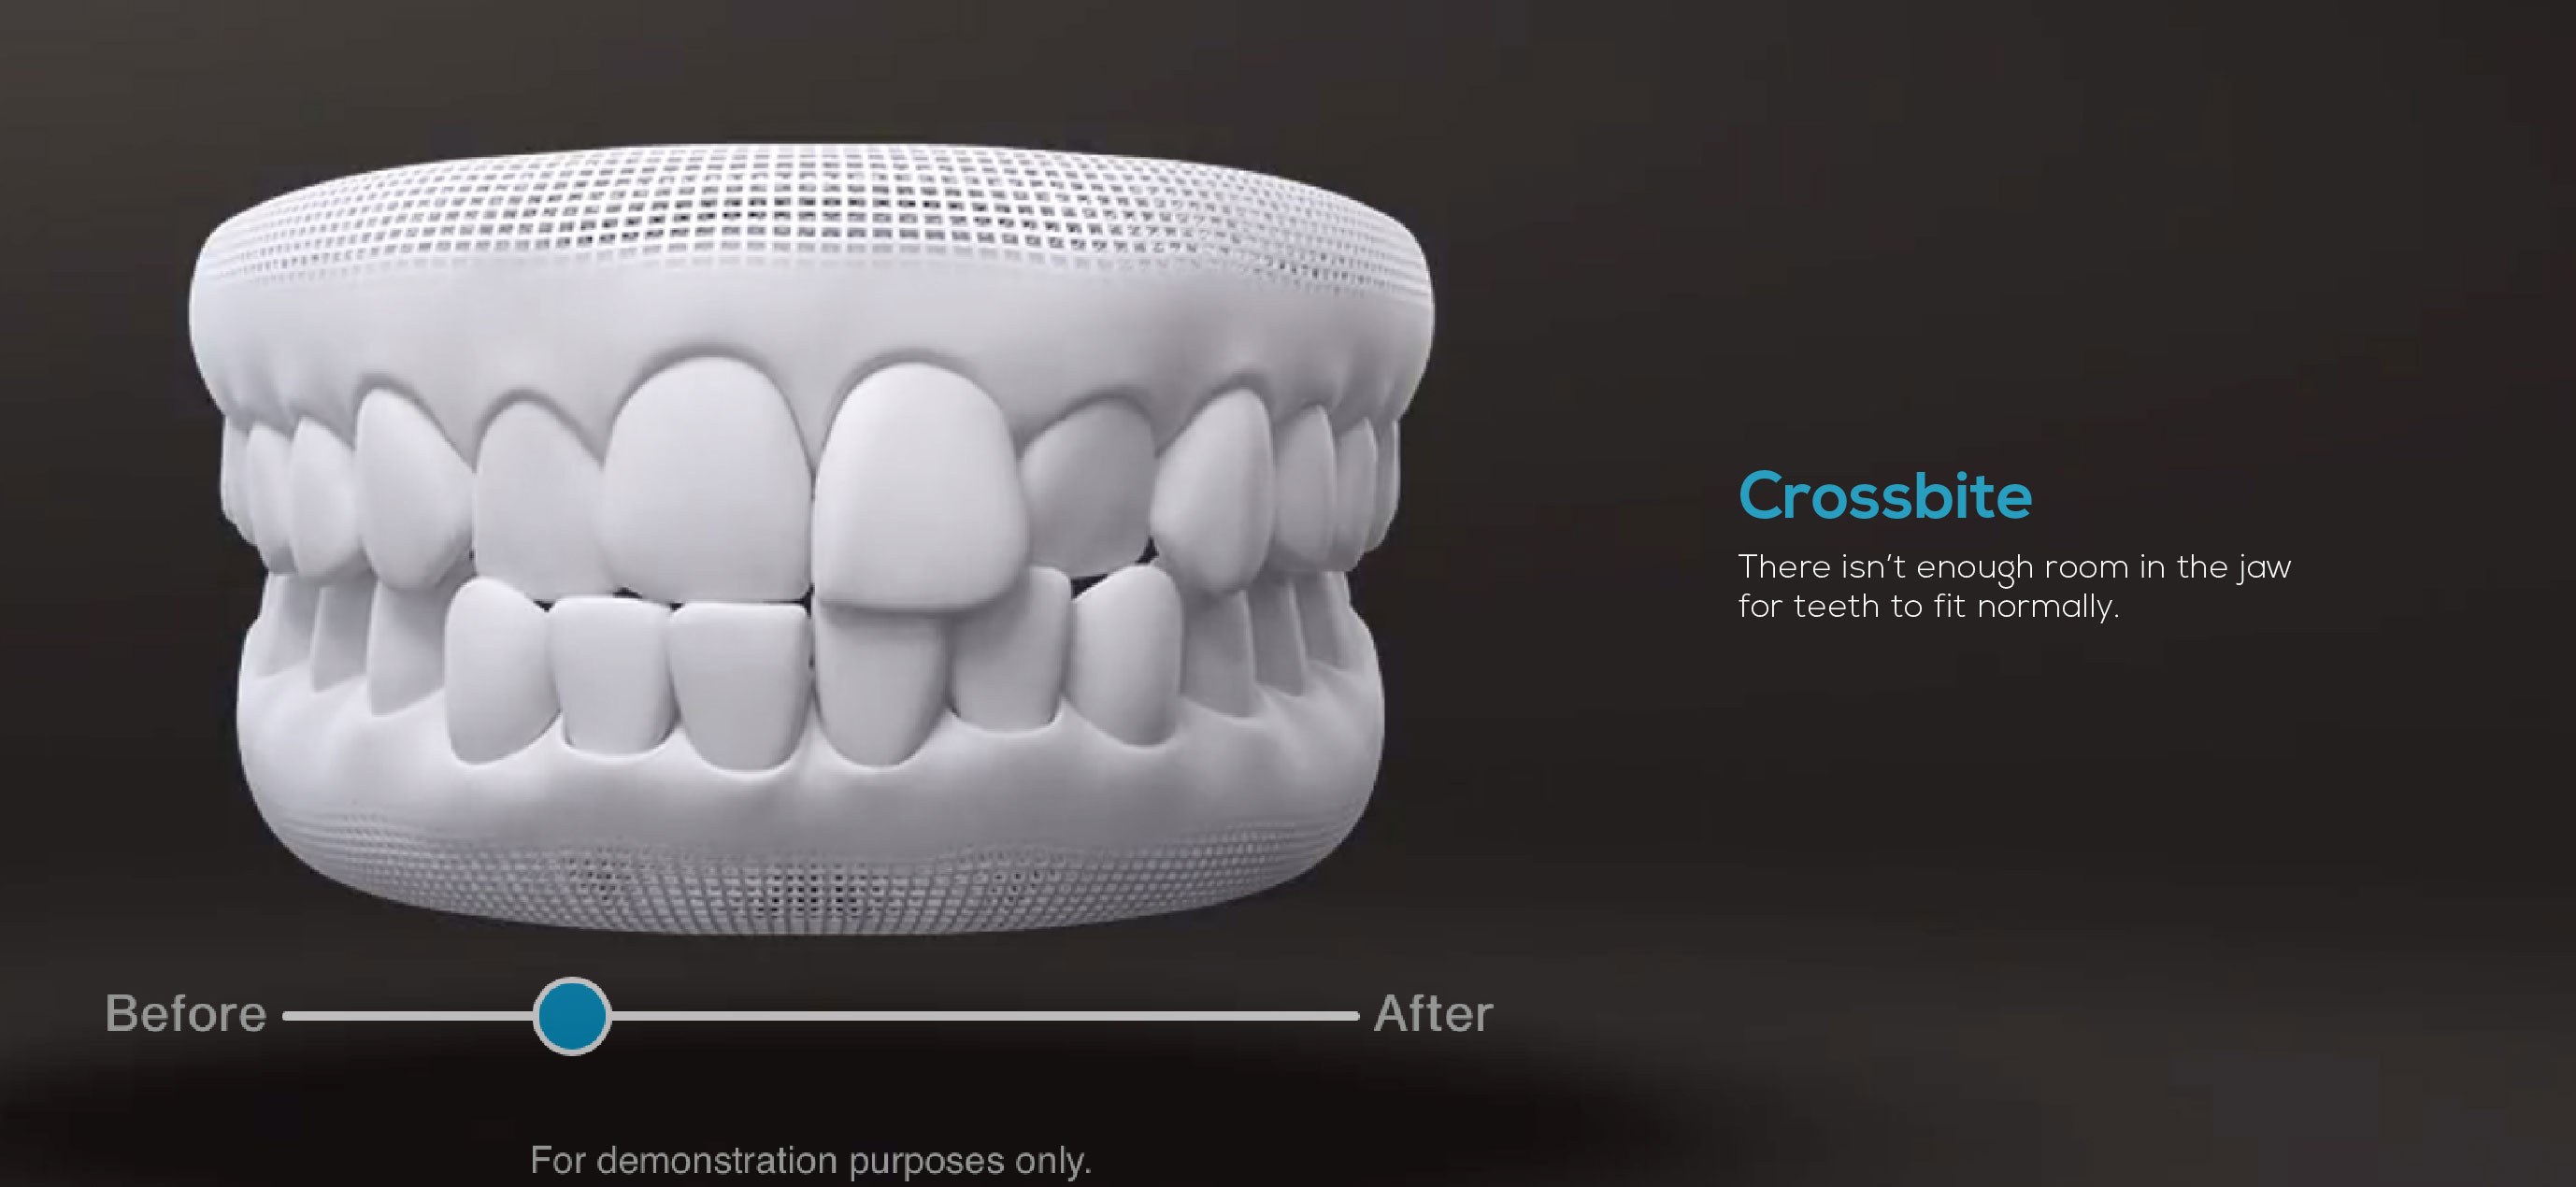 Crossbite
There isn’t enough room in the jaw
for teeth to fit normally.
Before
After
For demonstration purposes only.